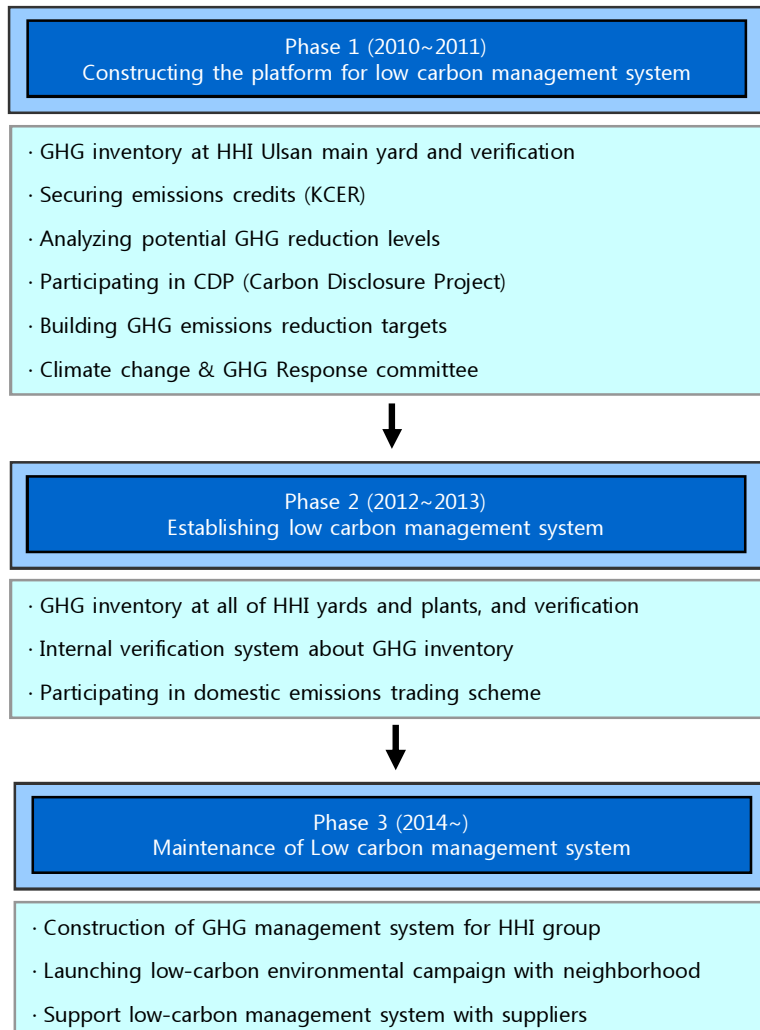 Phase 1 (2010~2011)
Constructing the platform for low carbon management system
· GHG inventory at HHI Ulsan main yard and verification
· Securing emissions credits (KCER)
· Analyzing potential GHG reduction levels
· Participating in CDP (Carbon Disclosure Project)
· Building GHG emissions reduction targets
· Climate change & GHG Response committee
Phase 2 (2012~2013)
Establishing low carbon management system
· GHG inventory at all of HHI yards and plants, and verification
· Internal verification system about GHG inventory
· Participating in domestic emissions trading scheme
Phase 3 (2014~)
Maintenance of Low carbon management system
· Construction of GHG management system for HHI group
· Launching low-carbon environmental campaign with neighborhood
· Support low-carbon management system with suppliers